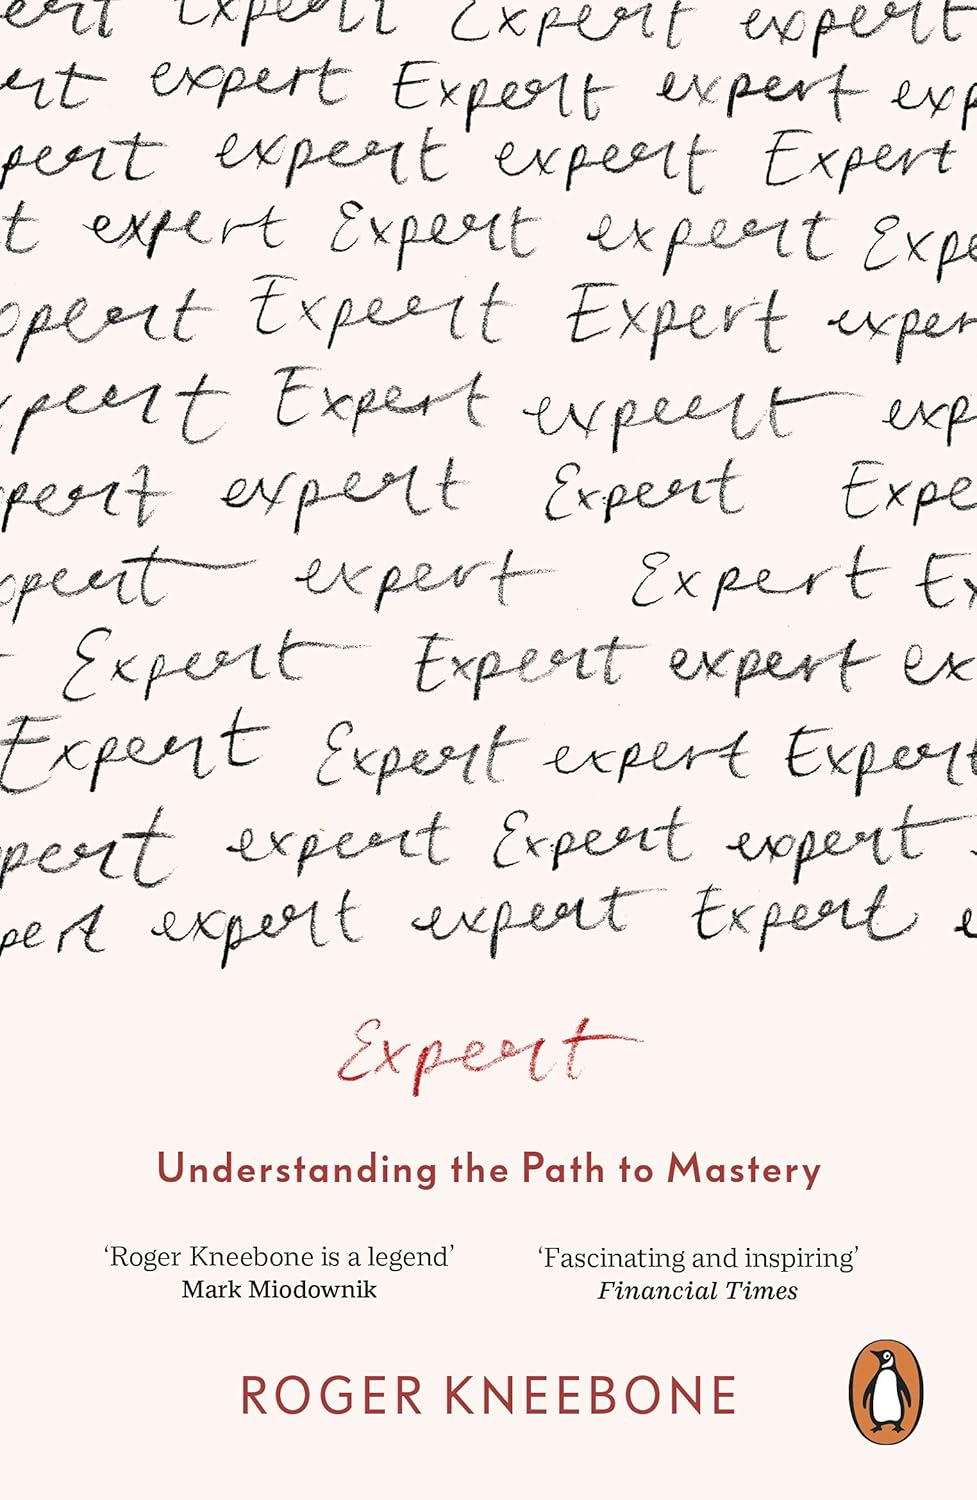 ert Expert Expert expert
ert expert Expert expert exp
pert expert expert Expert
t expert Expert expert Expe
pert Expert Expert exper
pert Expert expert exp
pert expert Expert Expe
pert expert Expert Ex
Expert Expert expert ex
Expert Expert expert Expert
pert expert Expert expert
pert expert expert Expert e
Expert
Understanding the Path to Mastery
‘Roger Kneebone is a legend’ ‘Fascinating and inspiring’
Mark Miodownik Financial Times
ROGER KNEEBONE